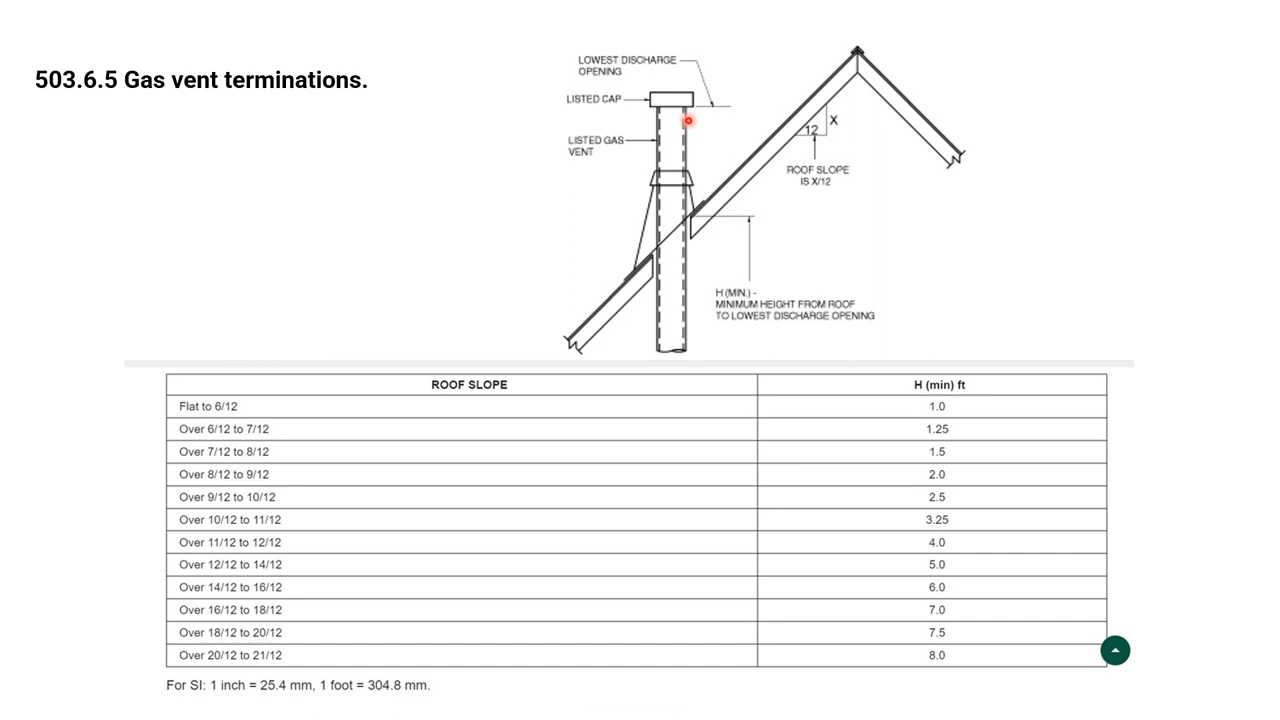 503.6.5 Gas vent terminations.
LOWEST DISCHARGE
OPENING
LISTED CAP
LISTED GAS
VENT
X
12
ROOF SLOPE
IS X/12
H (MIN.) -
MINIMUM HEIGHT FROM ROOF
TO LOWEST DISCHARGE OPENING
ROOF SLOPE H (min) ft
Flat to 6/12 1.0
Over 6/12 to 7/12 1.25
Over 7/12 to 8/12 1.5
Over 8/12 to 9/12 2.0
Over 9/12 to 10/12 2.5
Over 10/12 to 11/12 3.25
Over 11/12 to 12/12 4.0
Over 12/12 to 14/12 5.0
Over 14/12 to 16/12 6.0
Over 16/12 to 18/12 7.0
Over 18/12 to 20/12 7.5
Over 20/12 to 21/12 8.0
For SI: 1 inch = 25.4 mm, 1 foot = 304.8 mm.